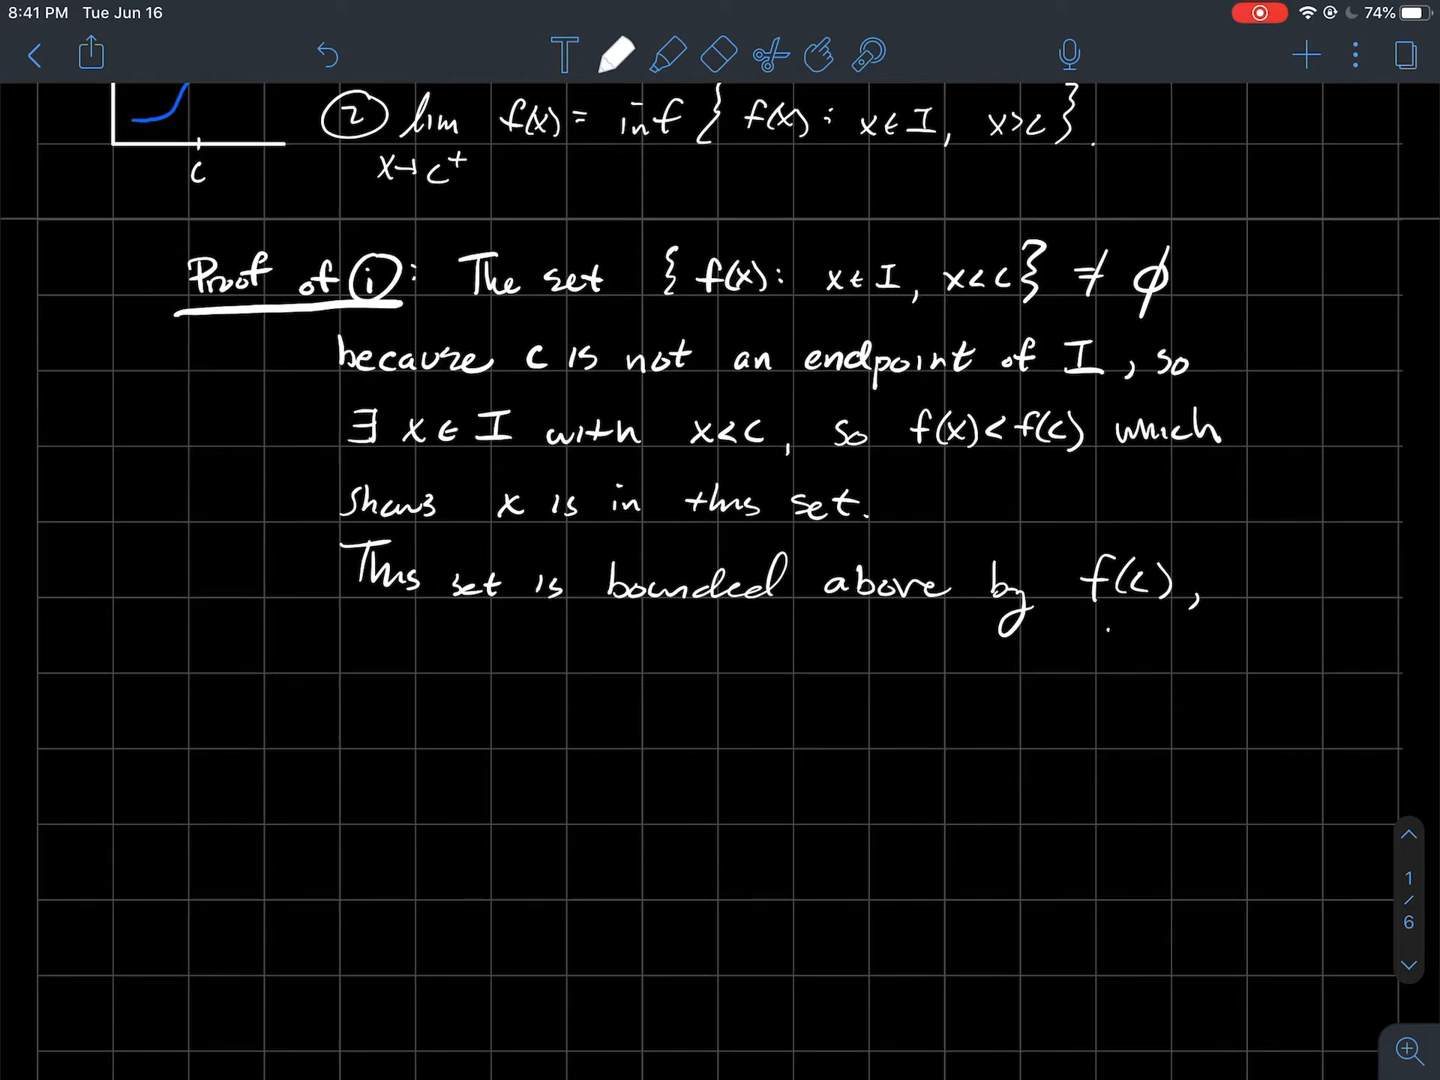 8:41 PM Tue Jun 16 74%
② lim f(x) = inf { f(x) : x ∈ I, x > c } .
x → c⁺
c
Proof of ①: The set { f(x) : x ∈ I, x < c } ≠ ∅
because c is not an endpoint of I, so
∃ x ∈ I with x < c, so f(x) < f(c) which
shows x is in this set.
This set is bounded above by f(c),
1
/
6